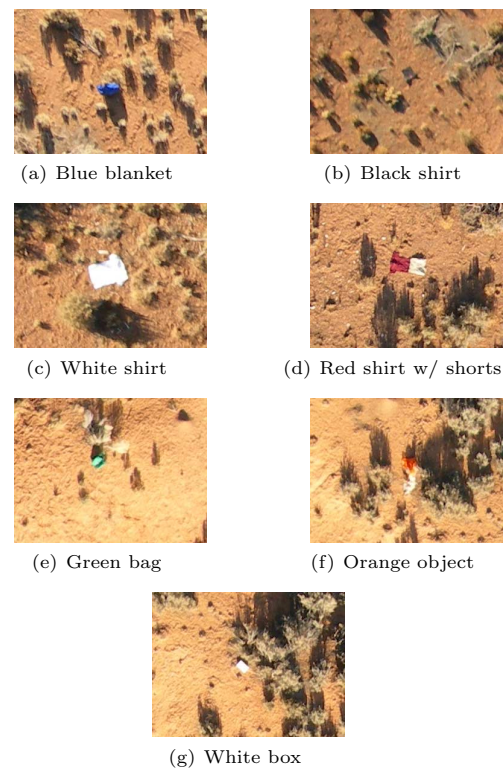 (a) Blue blanket
(b) Black shirt
(c) White shirt
(d) Red shirt w/ shorts
(e) Green bag
(f) Orange object
(g) White box